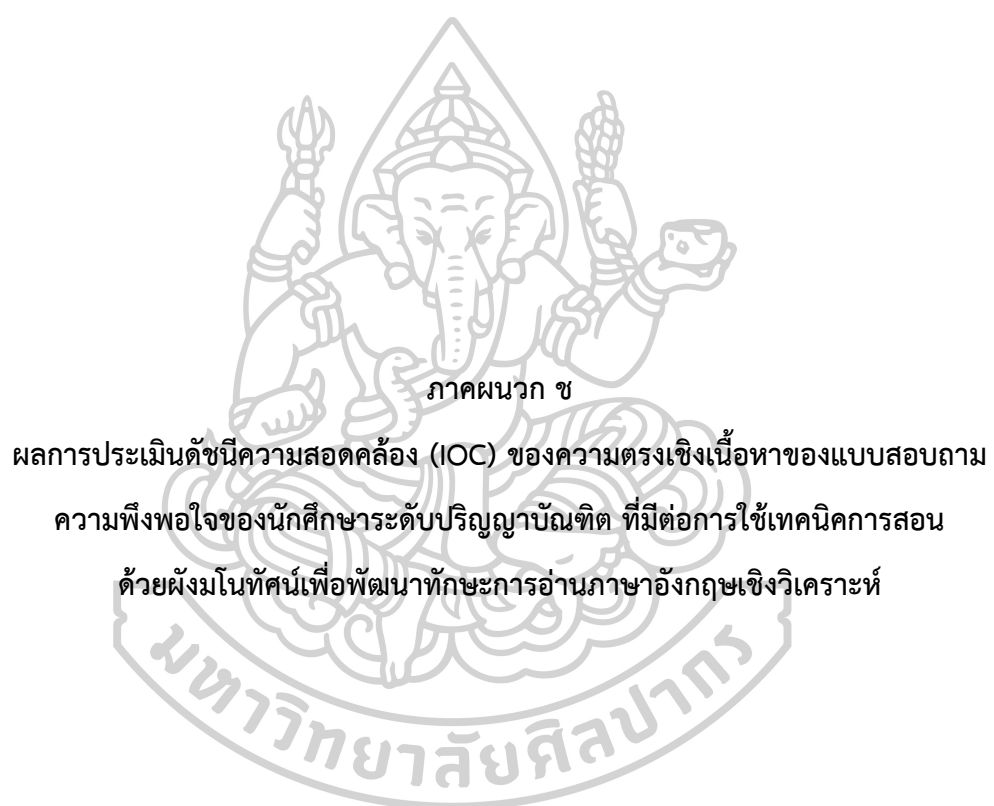 ภาคผนวก ช
ผลการประเมินดัชนีความสอดคล้อง (IOC) ของความตรงเชิงเนื้อหาของแบบสอบถาม
ความพึงพอใจของนักศึกษาระดับปริญญาบัณฑิต ที่มีต่อการใช้เทคนิคการสอน
ด้วยผังมโนทัศน์เพื่อพัฒนาทักษะการอ่านภาษาอังกฤษเชิงวิเคราะห์
มหาวิทยาลัยศิลปากร